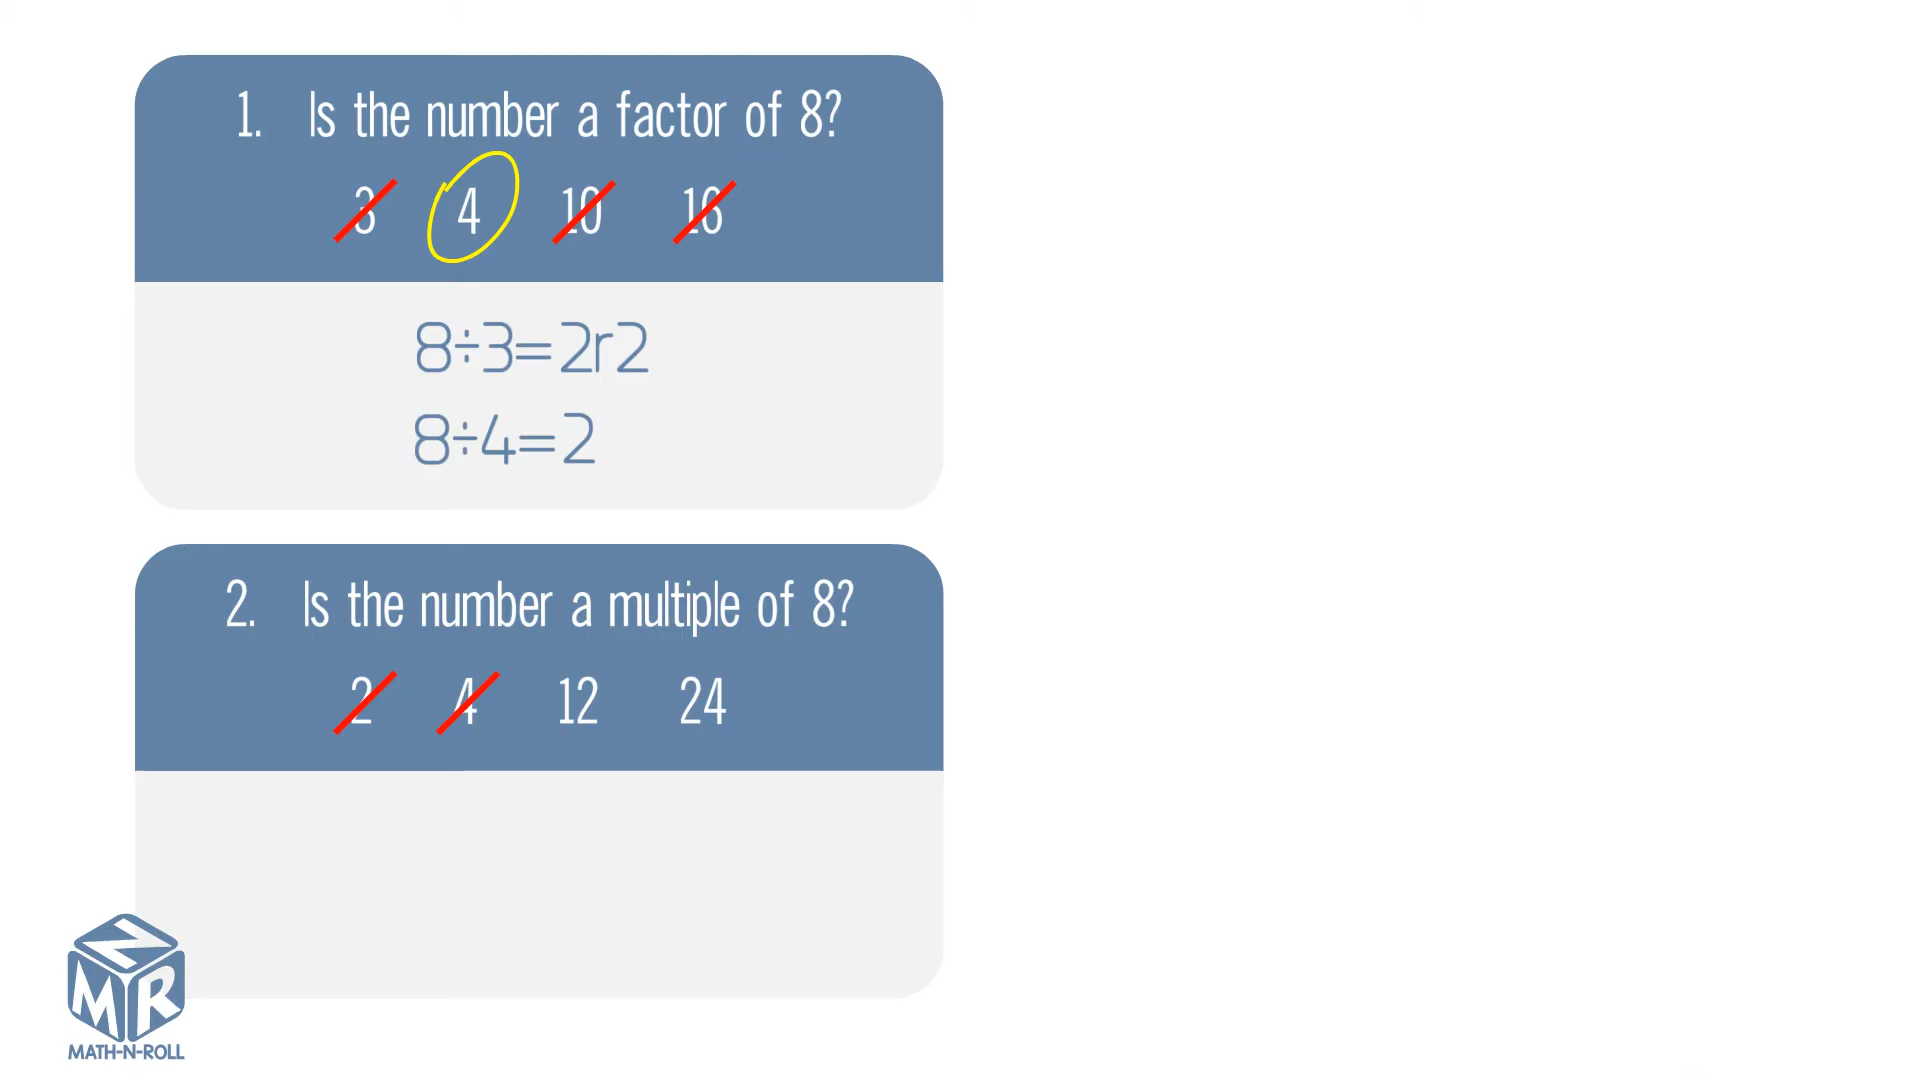 1. Is the number a factor of 8?
3 4 10 16
8÷3=2r2
8÷4=2
2. Is the number a multiple of 8?
2 4 12 24
MNR
MATH-N-ROLL